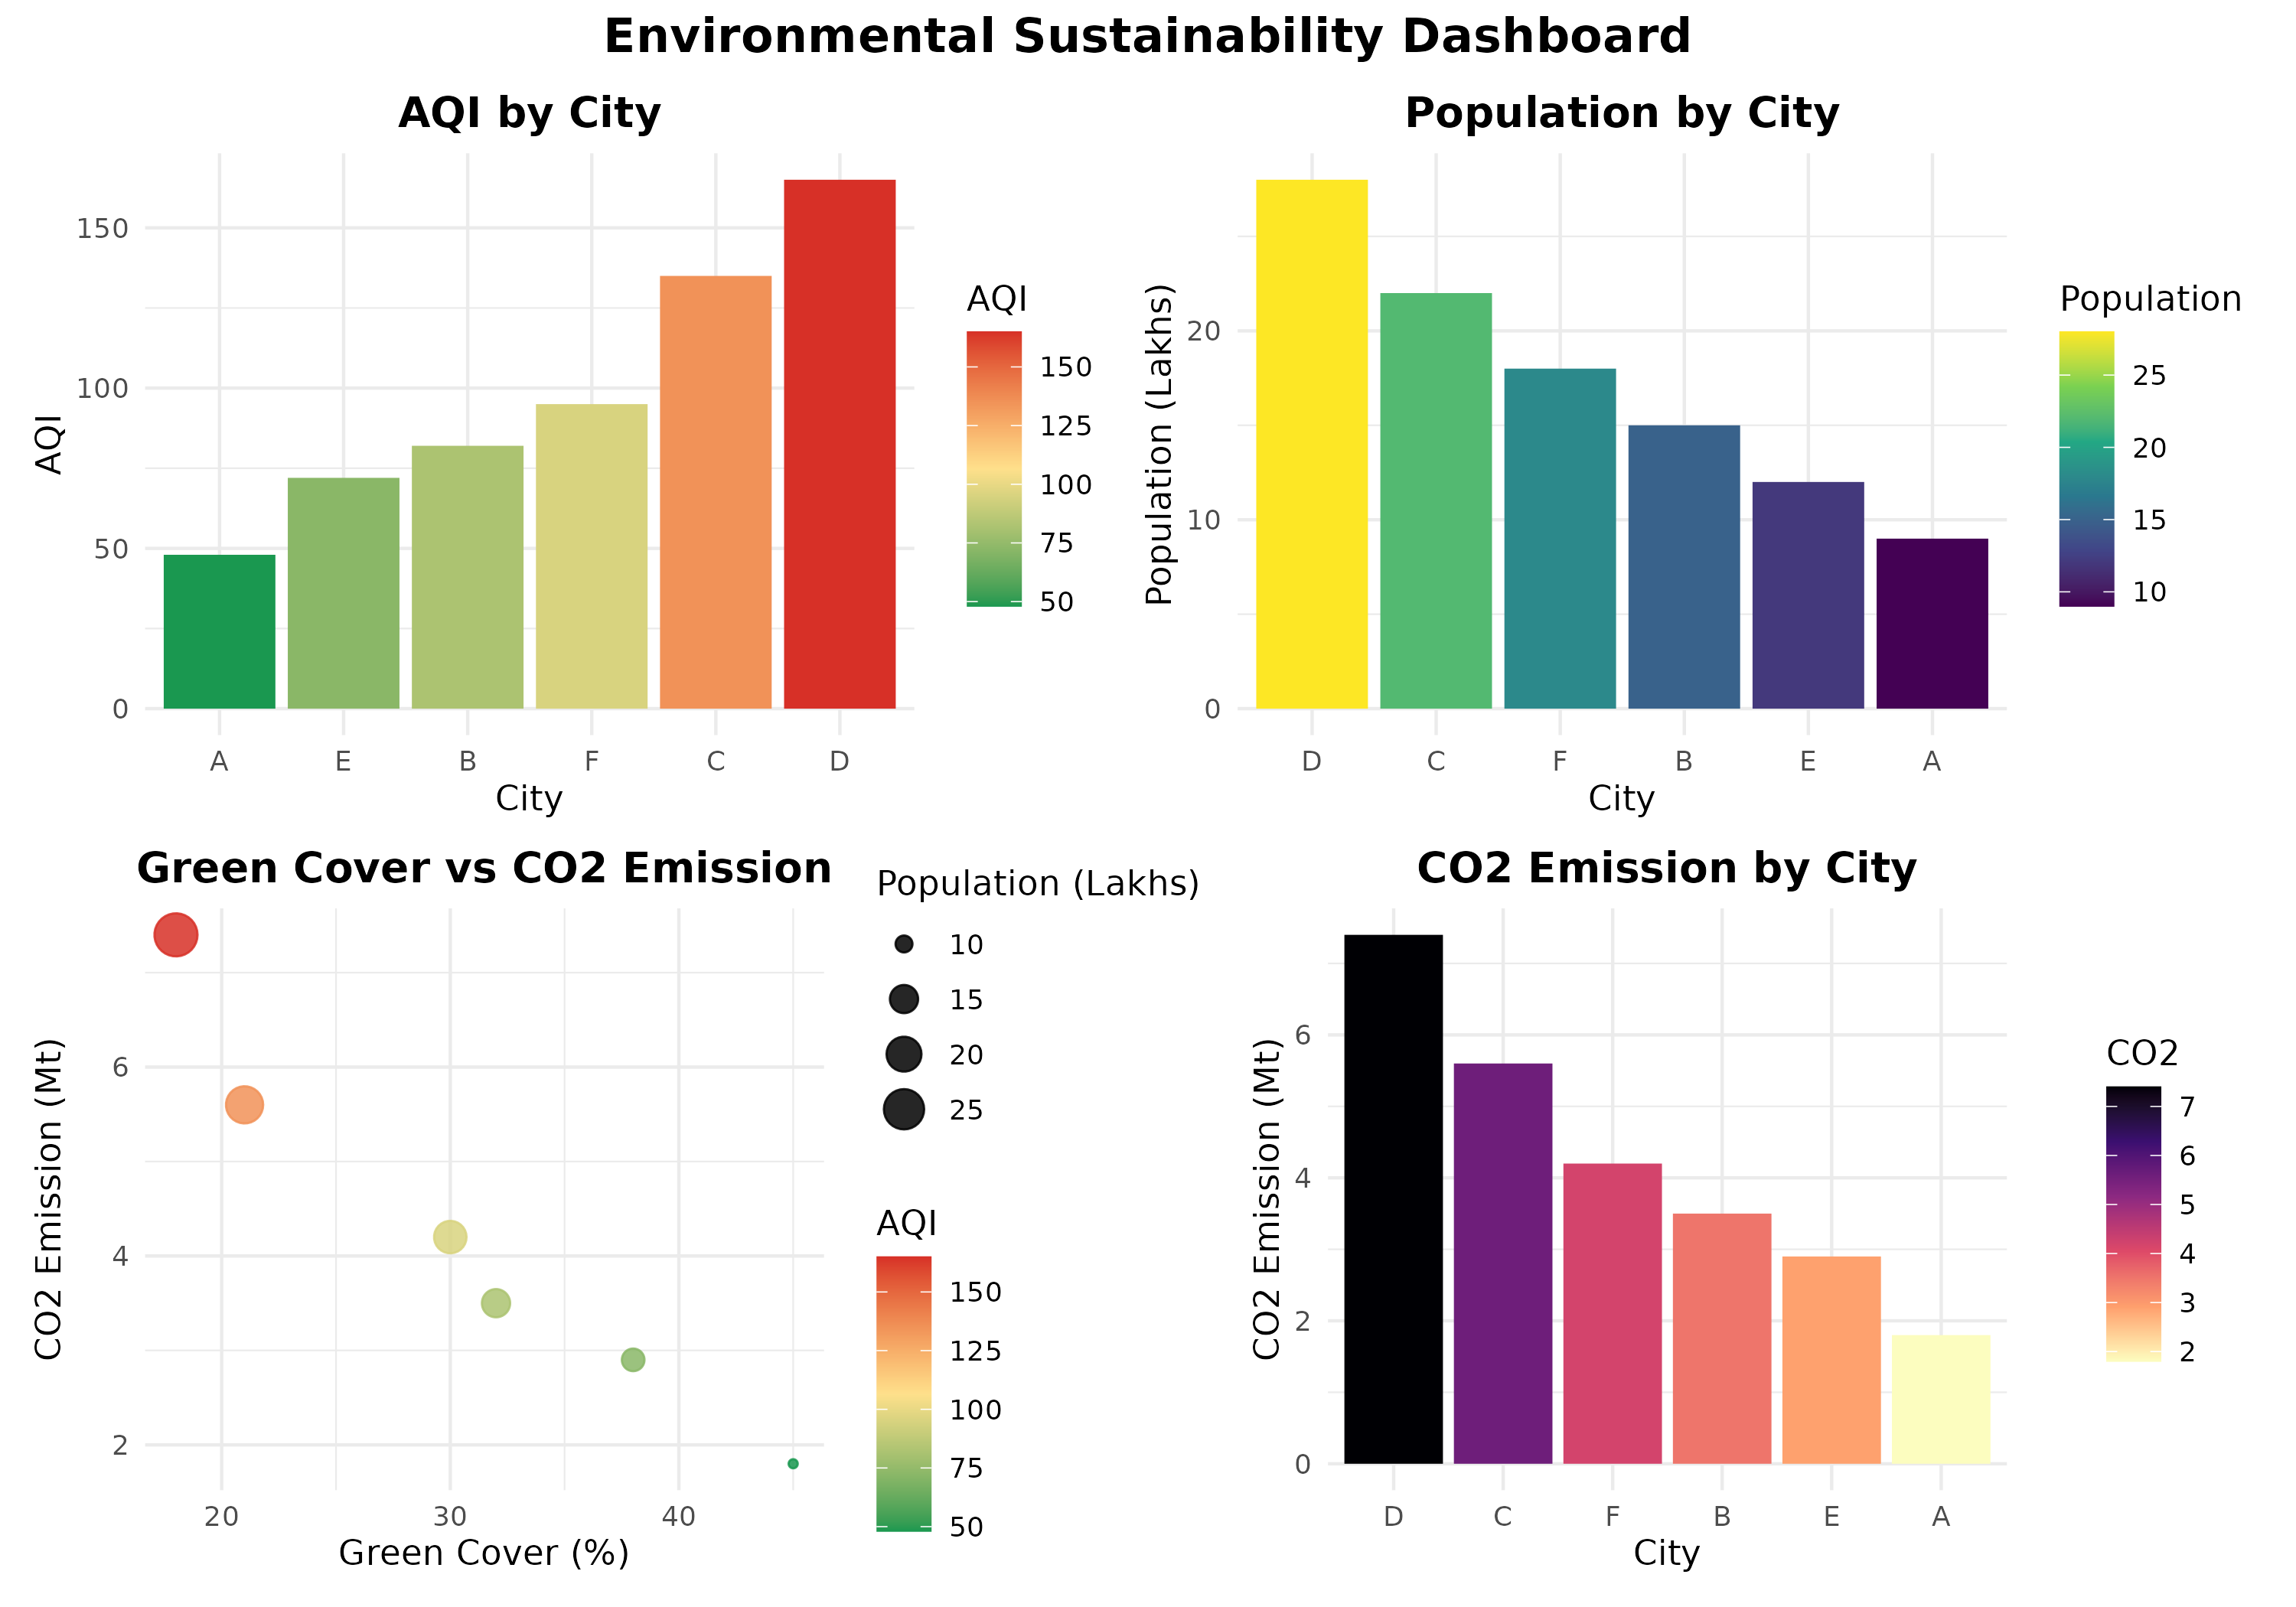 Environmental Sustainability Dashboard
AQI by City
AQI
150
100
50
0
A E B F C D
City
AQI
150
125
100
75
50
Population by City
Population (Lakhs)
20
10
0
D C F B E A
City
Population
25
20
15
10
Green Cover vs CO2 Emission
CO2 Emission (Mt)
6
4
2
20 30 40
Green Cover (%)
Population (Lakhs)
10
15
20
25
AQI
150
125
100
75
50
CO2 Emission by City
CO2 Emission (Mt)
6
4
2
0
D C F B E A
City
CO2
7
6
5
4
3
2